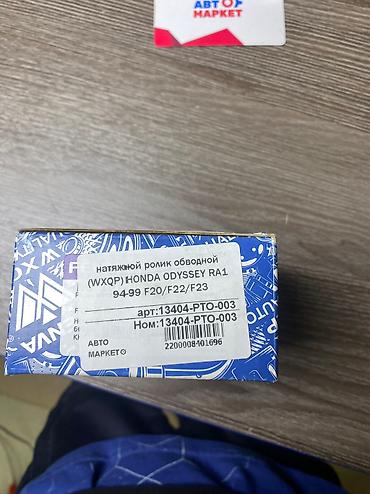 АВТО
МАРКЕТ
натяжной ролик обводной
(WXQP) HONDA ODYSSEY RA1
94-99 F20/F22/F23
арт:13404-PTO-003
Ном:13404-PTO-003
АВТО
МАРКЕТ
2200008401696